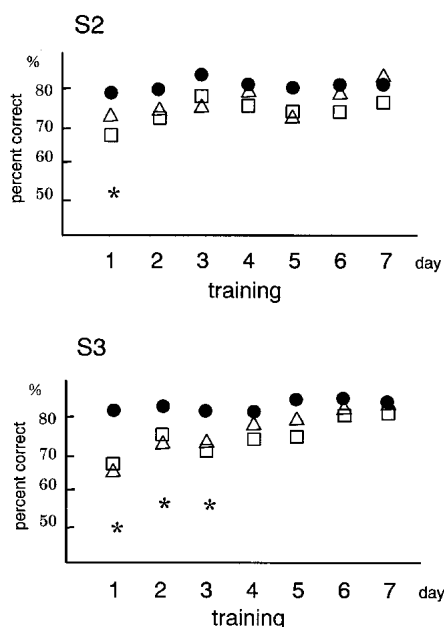 S2
%
80
70
60
50
percent correct
*
1 2 3 4 5 6 7 day
training
S3
%
80
70
60
50
percent correct
* * *
1 2 3 4 5 6 7 day
training